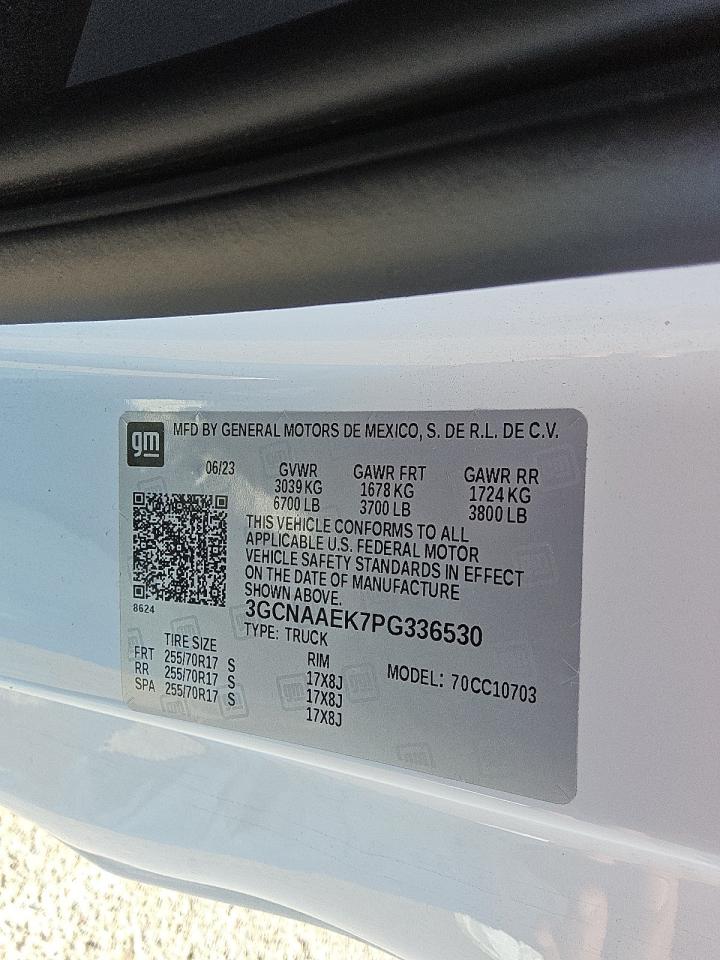 gm
MFD BY GENERAL MOTORS DE MEXICO, S. DE R.L. DE C.V.
06/23 GVWR GAWR FRT GAWR RR
3039 KG 1678 KG 1724 KG
6700 LB 3700 LB 3800 LB
THIS VEHICLE CONFORMS TO ALL
APPLICABLE U.S. FEDERAL MOTOR
VEHICLE SAFETY STANDARDS IN EFFECT
ON THE DATE OF MANUFACTURE
SHOWN ABOVE.
8624
3GCNAAEK7PG336530
TYPE: TRUCK
TIRE SIZE RIM MODEL: 70CC10703
FRT 255/70R17 S 17X8J
RR 255/70R17 S 17X8J
SPA 255/70R17 S 17X8J